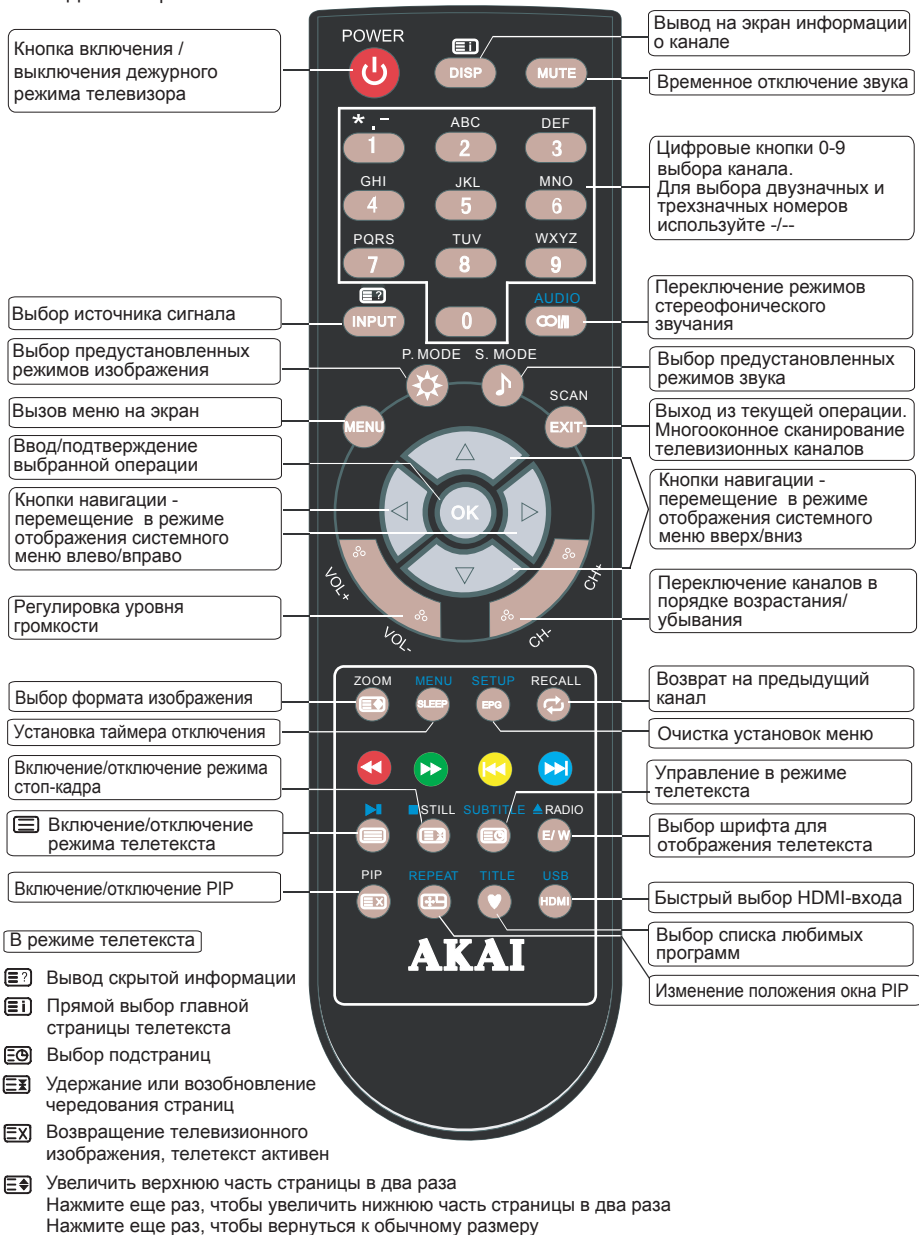 Кнопка включения /
выключения дежурного
режима телевизора
Выбор источника сигнала
Выбор предустановленных
режимов изображения
Вызов меню на экран
Ввод/подтверждение
выбранной операции
Кнопки навигации -
перемещение в режиме
отображения системного
меню влево/вправо
Регулировка уровня
громкости
Выбор формата изображения
Установка таймера отключения
Включение/отключение режима
стоп-кадра
Включение/отключение
режима телетекста
Включение/отключение PIP
POWER
DISP
MUTE
* . -
ABC
DEF
1
2
3
GHI
JKL
MNO
4
5
6
PQRS
TUV
WXYZ
7
8
9
?
AUDIO
INPUT
0
P. MODE
S. MODE
SCAN
MENU
EXIT
OK
VOL+
CH+
VOL-
CH-
ZOOM
MENU
SETUP
RECALL
SLEEP
EPG
STILL
SUBTITLE
RADIO
E/W
PIP
REPEAT
TITLE
USB
HDMI
AKAI
Вывод на экран информации
о канале
Временное отключение звука
Цифровые кнопки 0-9
выбора канала.
Для выбора двузначных и
трехзначных номеров
используйте -/--
Переключение режимов
стереофонического
звучания
Выбор предустановленных
режимов звука
Выход из текущей операции.
Многооконное сканирование
телевизионных каналов
Кнопки навигации -
перемещение в режиме
отображения системного
меню вверх/вниз
Переключение каналов в
порядке возрастания/
убывания
Возврат на предыдущий
канал
Очистка установок меню
Управление в режиме
телетекста
Выбор шрифта для
отображения телетекста
Быстрый выбор HDMI-входа
Выбор списка любимых
программ
Изменение положения окна PIP
В режиме телетекста
Вывод скрытой информации
Прямой выбор главной
страницы телетекста
Выбор подстраниц
Удержание или возобновление
чередования страниц
Возвращение телевизионного
изображения, телетекст активен
Увеличить верхнюю часть страницы в два раза
Нажмите еще раз, чтобы увеличить нижнюю часть страницы в два раза
Нажмите еще раз, чтобы вернуться к обычному размеру